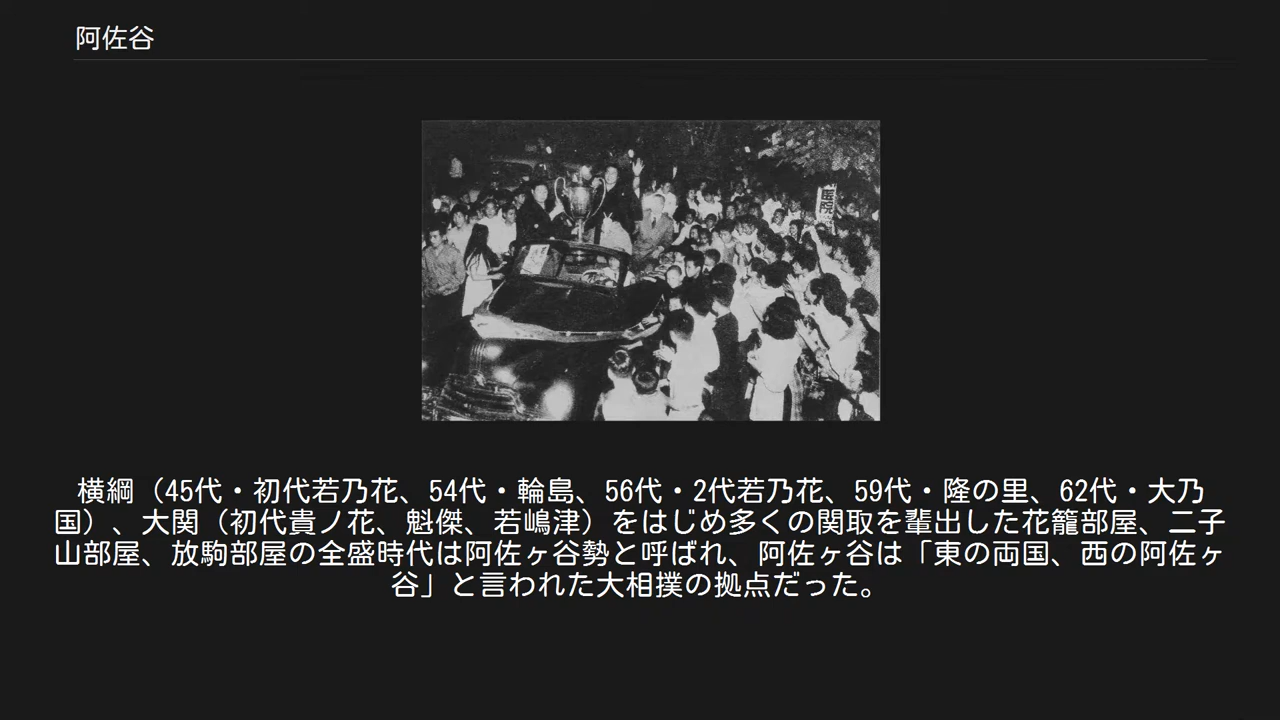 阿佐谷
横綱（45代・初代若乃花、54代・輪島、56代・2代若乃花、59代・隆の里、62代・大乃
国）、大関（初代貴ノ花、魁傑、若嶋津）をはじめ多くの関取を輩出した花籠部屋、二子
山部屋、放駒部屋の全盛時代は阿佐ヶ谷勢と呼ばれ、阿佐ヶ谷は「東の両国、西の阿佐ヶ
谷」と言われた大相撲の拠点だった。